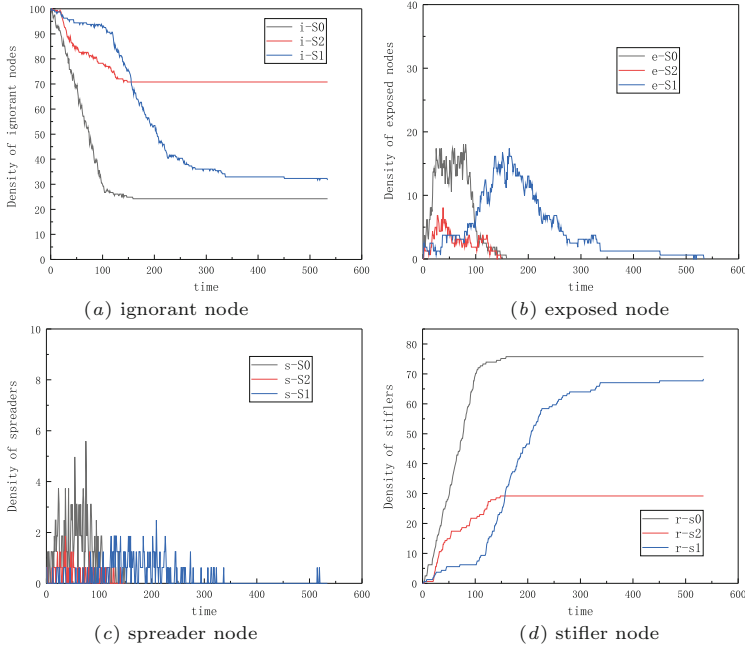 Density of ignorant nodes
100
90
80
70
60
50
40
30
20
10
0
0 100 200 300 400 500 600
time
i-S0
i-S2
i-S1
(a) ignorant node
Density of exposed nodes
40
30
20
10
0
0 100 200 300 400 500 600
time
e-S0
e-S2
e-S1
(b) exposed node
Density of spreaders
10
8
6
4
2
0
0 100 200 300 400 500 600
time
s-S0
s-S2
s-S1
(c) spreader node
Density of stiflers
80
70
60
50
40
30
20
10
0
0 100 200 300 400 500 600
time
r-s0
r-s2
r-s1
(d) stifler node